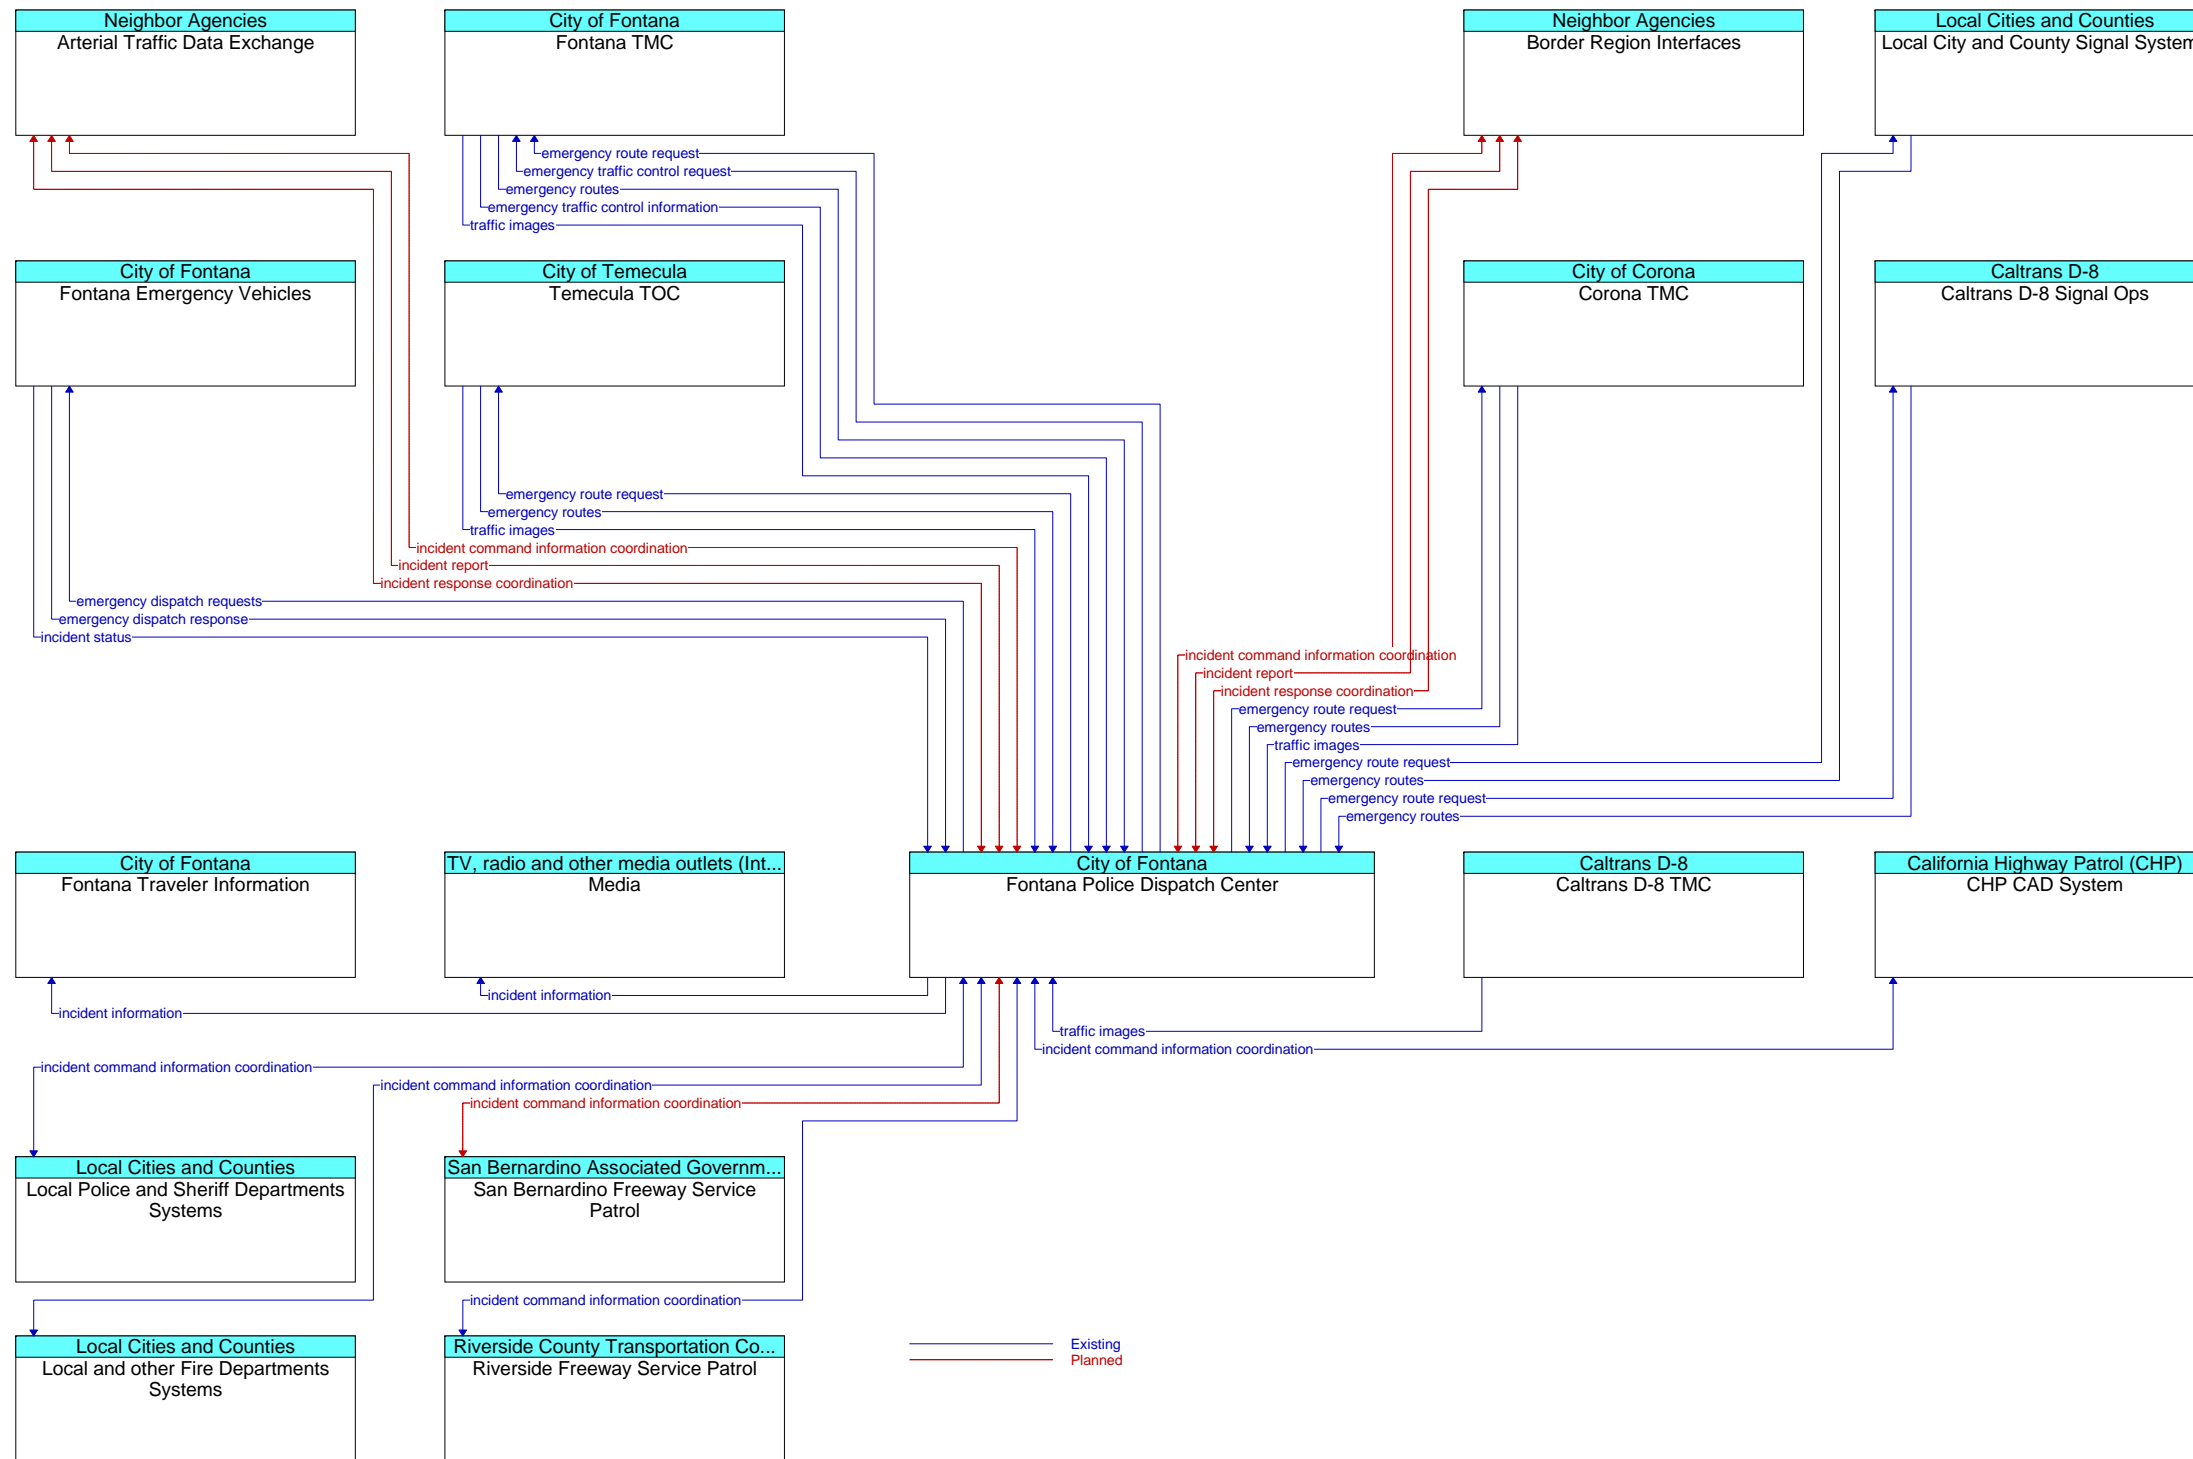 Neighbor Agencies
Arterial Traffic Data Exchange
City of Fontana
Fontana TMC
Neighbor Agencies
Border Region Interfaces
Local Cities and Counties
Local City and County Signal System
emergency route request
emergency traffic control request
emergency routes
emergency traffic control information
traffic images
City of Fontana
Fontana Emergency Vehicles
City of Temecula
Temecula TOC
City of Corona
Corona TMC
Caltrans D-8
Caltrans D-8 Signal Ops
emergency route request
emergency routes
traffic images
incident command information coordination
incident report
incident response coordination
emergency dispatch requests
emergency dispatch response
incident status
incident command information coordination
incident report
incident response coordination
emergency route request
emergency routes
traffic images
emergency route request
emergency routes
emergency route request
emergency routes
City of Fontana
Fontana Traveler Information
TV, radio and other media outlets (Int...
Media
City of Fontana
Fontana Police Dispatch Center
Caltrans D-8
Caltrans D-8 TMC
California Highway Patrol (CHP)
CHP CAD System
incident information
incident information
traffic images
incident command information coordination
incident command information coordination
incident command information coordination
incident command information coordination
Local Cities and Counties
Local Police and Sheriff Departments
Systems
San Bernardino Associated Governm...
San Bernardino Freeway Service
Patrol
incident command information coordination
Local Cities and Counties
Local and other Fire Departments
Systems
Riverside County Transportation Co...
Riverside Freeway Service Patrol
Existing
Planned